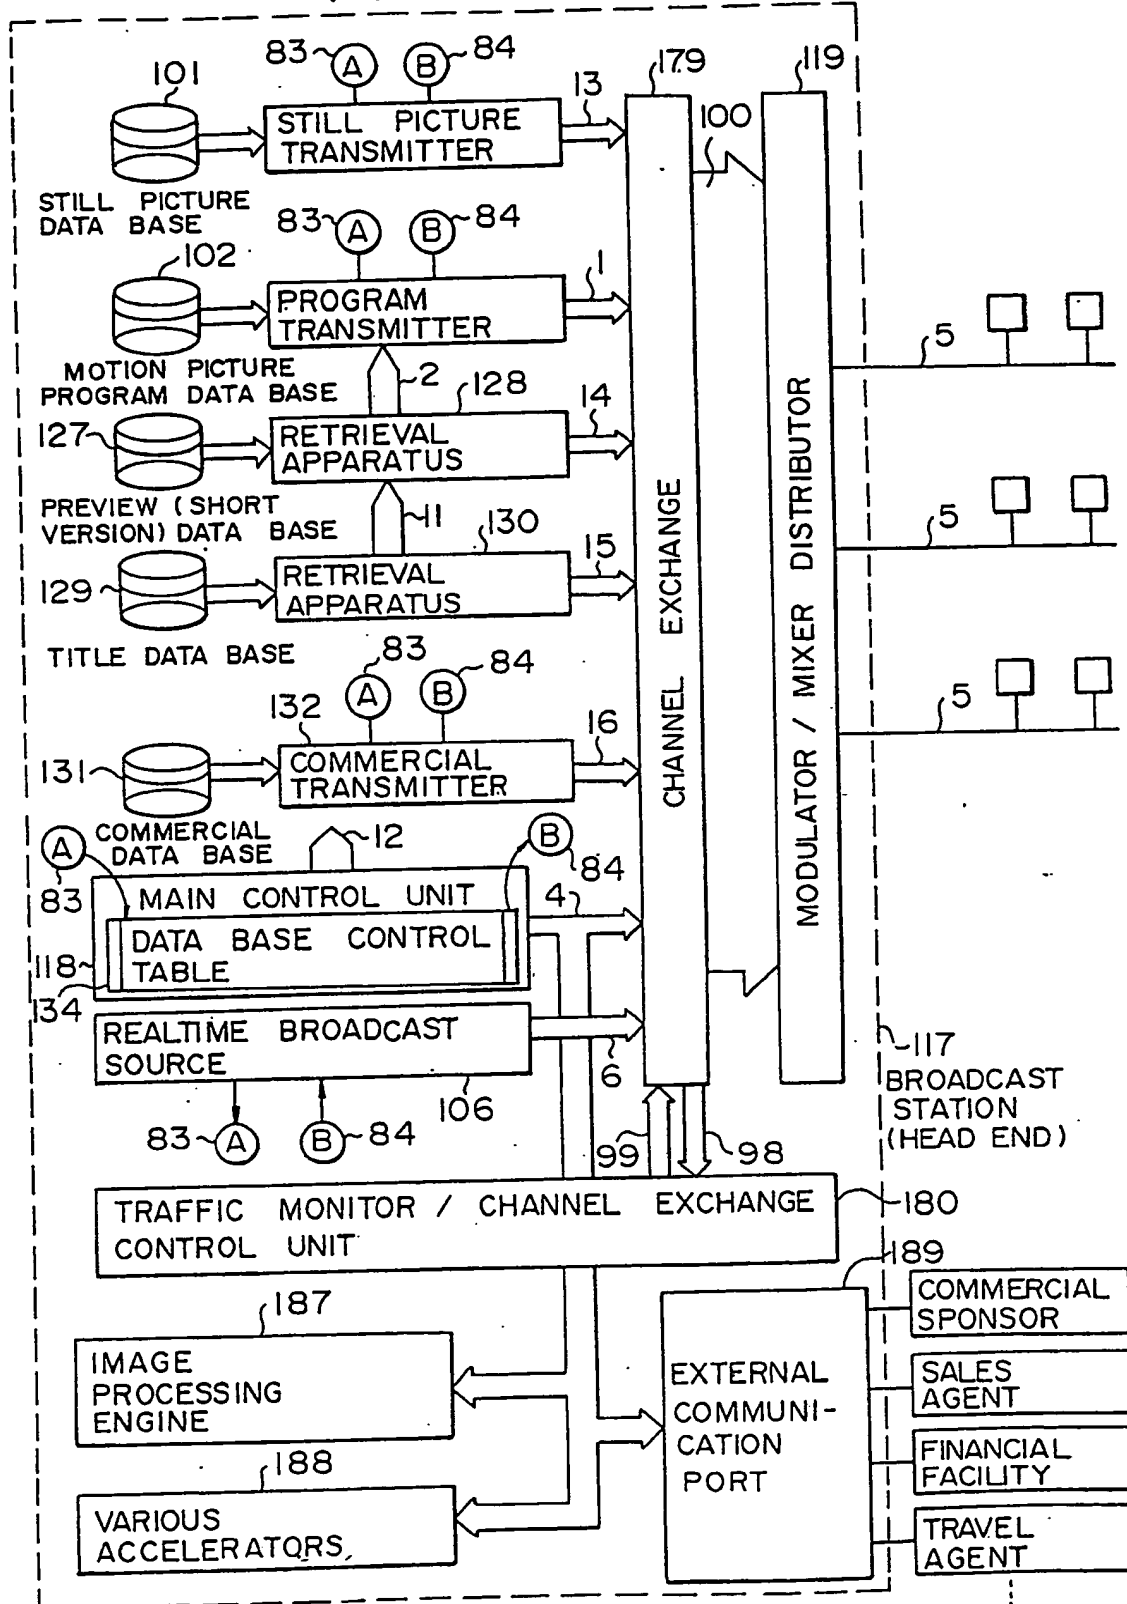 83 A B 84
101 13 179 119
STILL PICTURE
TRANSMITTER
100
STILL PICTURE
DATA BASE
83 A B 84
102 1
PROGRAM
TRANSMITTER
MOTION PICTURE
PROGRAM DATA BASE
2 128 14
5
127
RETRIEVAL
APPARATUS
PREVIEW (SHORT
VERSION) DATA BASE
11 130 15
5
129
RETRIEVAL
APPARATUS
TITLE DATA BASE
83 A B 84
132 16
5
131
COMMERCIAL
TRANSMITTER
COMMERCIAL
DATA BASE
CHANNEL EXCHANGE
MODULATOR / MIXER DISTRIBUTOR
A 83 12 B 84
MAIN CONTROL UNIT
4
DATA BASE CONTROL
TABLE
118
134
REALTIME BROADCAST
SOURCE
6
106
117
BROADCAST
STATION
(HEAD END)
83 A B 84
99 98
TRAFFIC MONITOR / CHANNEL EXCHANGE
CONTROL UNIT
180
187
IMAGE
PROCESSING
ENGINE
188
VARIOUS
ACCELERATORS
189
EXTERNAL
COMMUNI-
CATION
PORT
COMMERCIAL
SPONSOR
SALES
AGENT
FINANCIAL
FACILITY
TRAVEL
AGENT